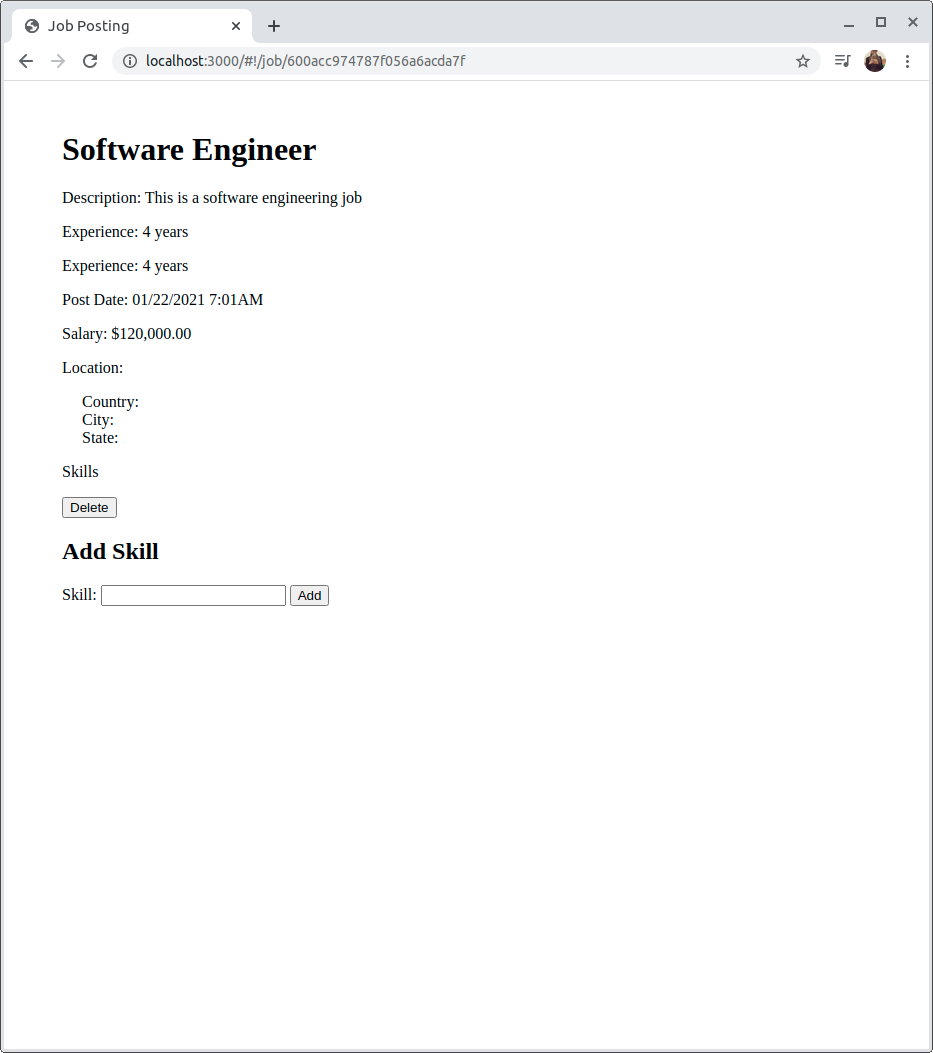 Job Posting
localhost:3000/#!/job/600acc974787f056a6acda7f
Software Engineer
Description: This is a software engineering job
Experience: 4 years
Experience: 4 years
Post Date: 01/22/2021 7:01AM
Salary: $120,000.00
Location:
Country:
City:
State:
Skills
Delete
Add Skill
Skill: Add